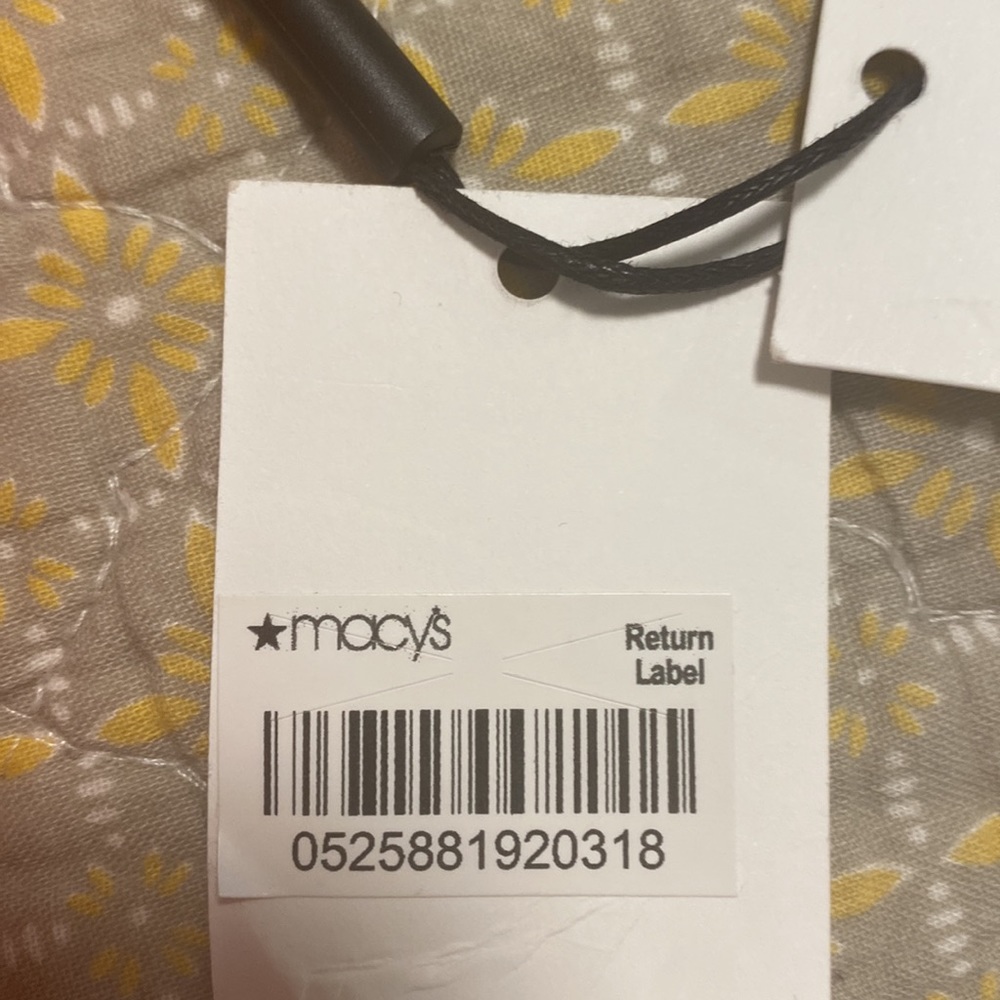 ★macy's
Return
Label
0525881920318